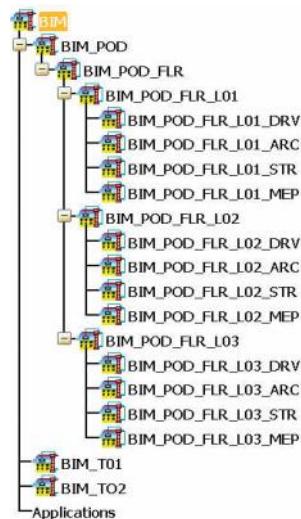 BIM
BIM_POD
BIM_POD_FLR
BIM_POD_FLR_L01
BIM_POD_FLR_L01_DRV
BIM_POD_FLR_L01_ARC
BIM_POD_FLR_L01_STR
BIM_POD_FLR_L01_MEP
BIM_POD_FLR_L02
BIM_POD_FLR_L02_DRV
BIM_POD_FLR_L02_ARC
BIM_POD_FLR_L02_STR
BIM_POD_FLR_L02_MEP
BIM_POD_FLR_L03
BIM_POD_FLR_L03_DRV
BIM_POD_FLR_L03_ARC
BIM_POD_FLR_L03_STR
BIM_POD_FLR_L03_MEP
BIM_T01
BIM_TO2
Applications